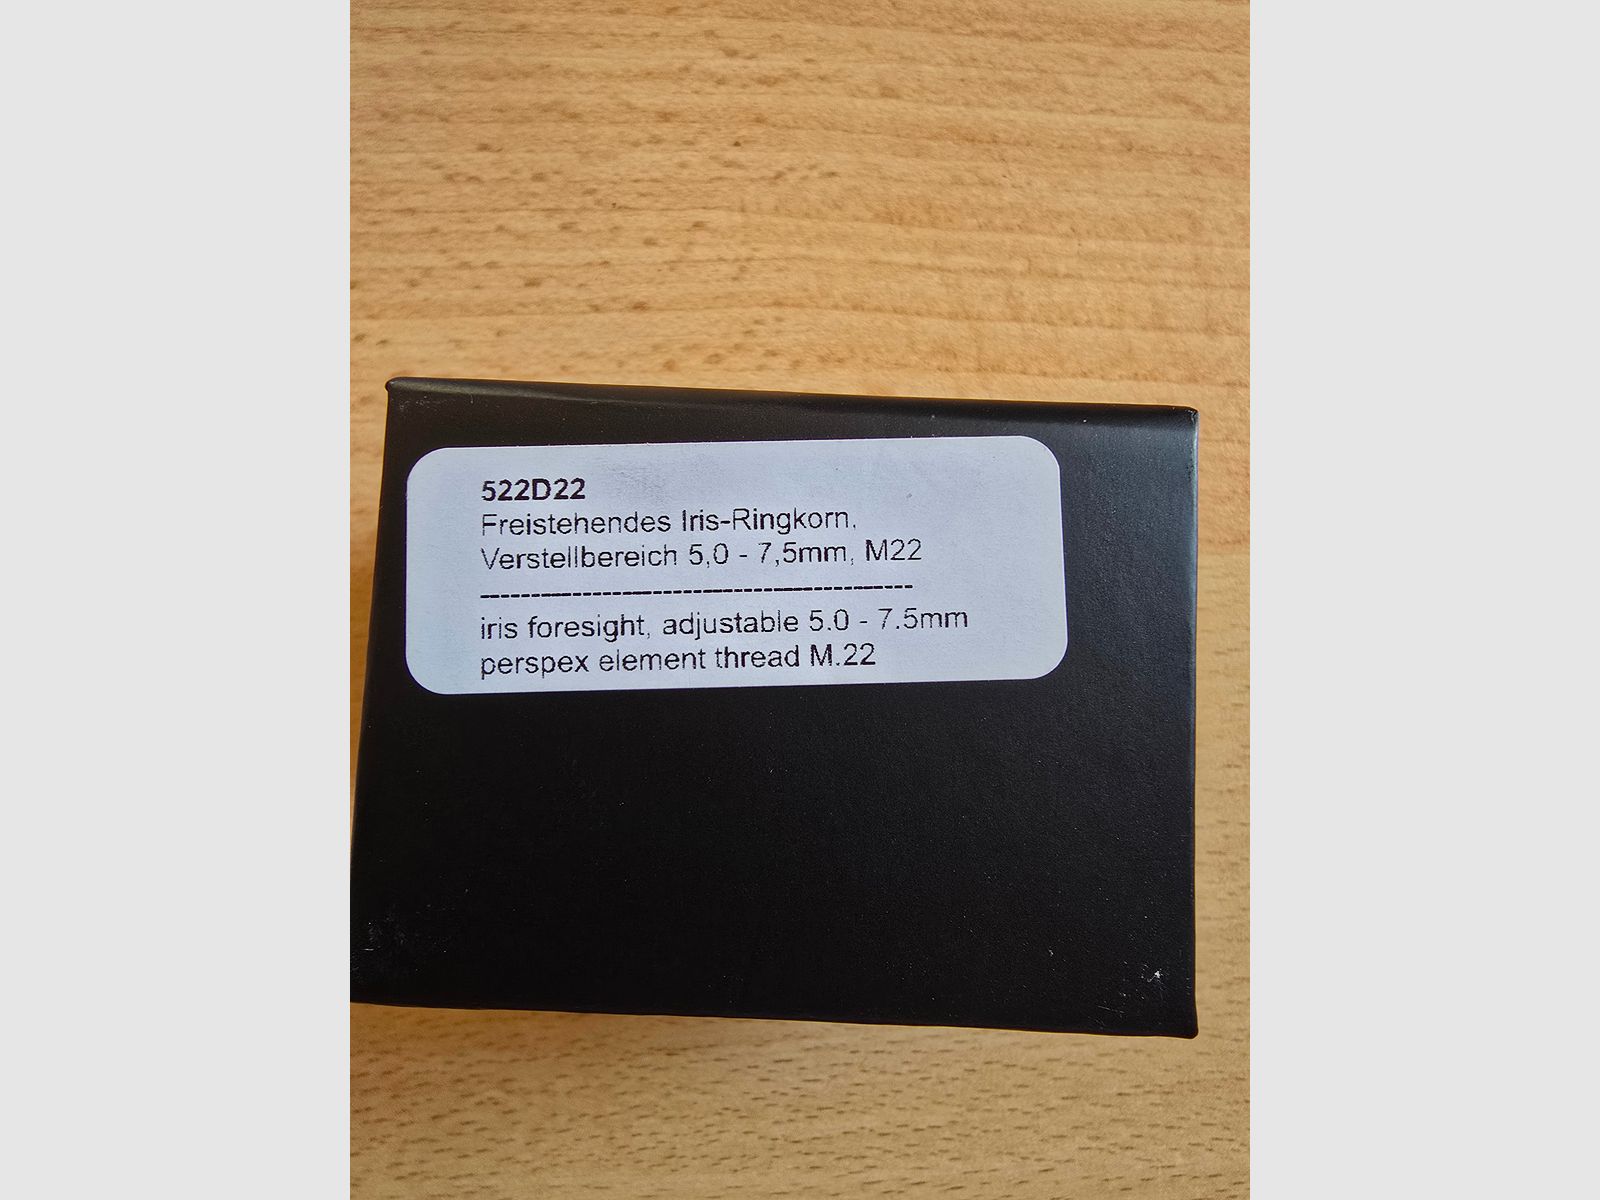 522D22
Freistehendes Iris-Ringkorn,
Verstellbereich 5,0 - 7,5mm, M22
-------------------------------------------
iris foresight, adjustable 5.0 - 7.5mm
perspex element thread M.22